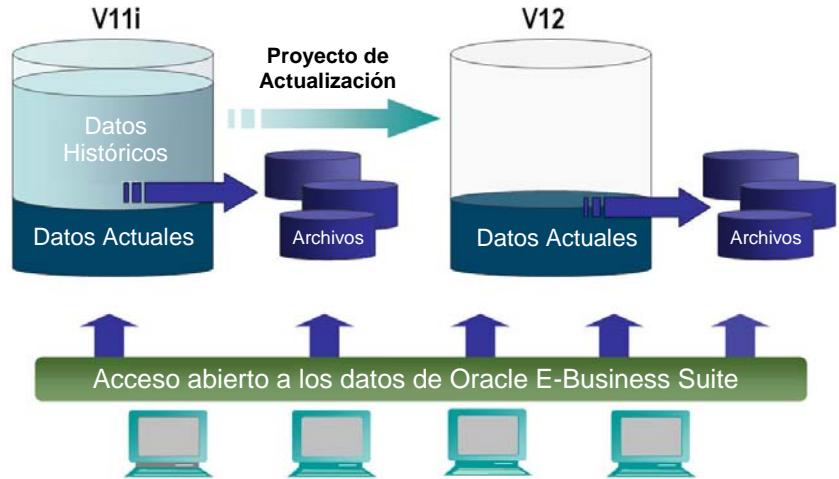 V11i
V12
Proyecto de
Actualización
Datos
Históricos
Datos Actuales
Archivos
Datos Actuales
Archivos
Acceso abierto a los datos de Oracle E-Business Suite